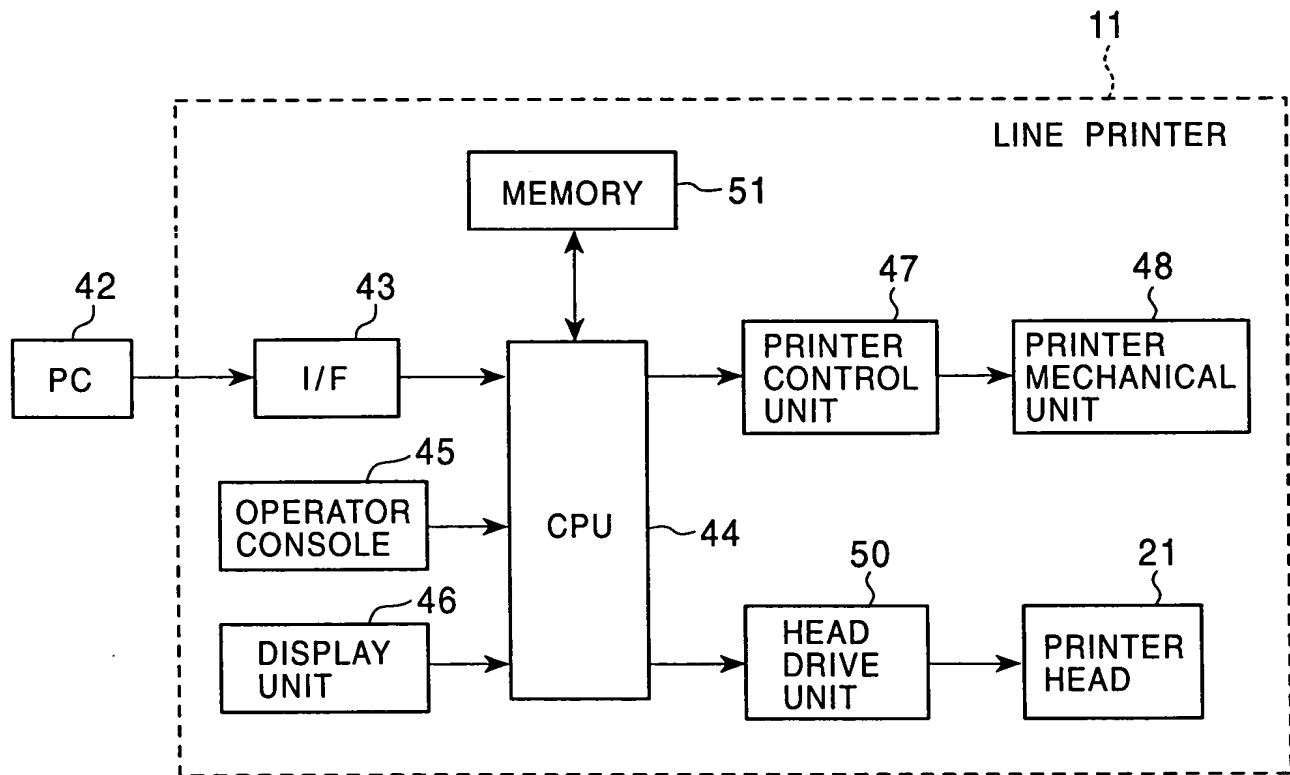 11
LINE PRINTER
MEMORY
51
42
43
47
48
PC
I/F
PRINTER
CONTROL
UNIT
PRINTER
MECHANICAL
UNIT
45
OPERATOR
CONSOLE
CPU
44
46
50
21
DISPLAY
UNIT
HEAD
DRIVE
UNIT
PRINTER
HEAD